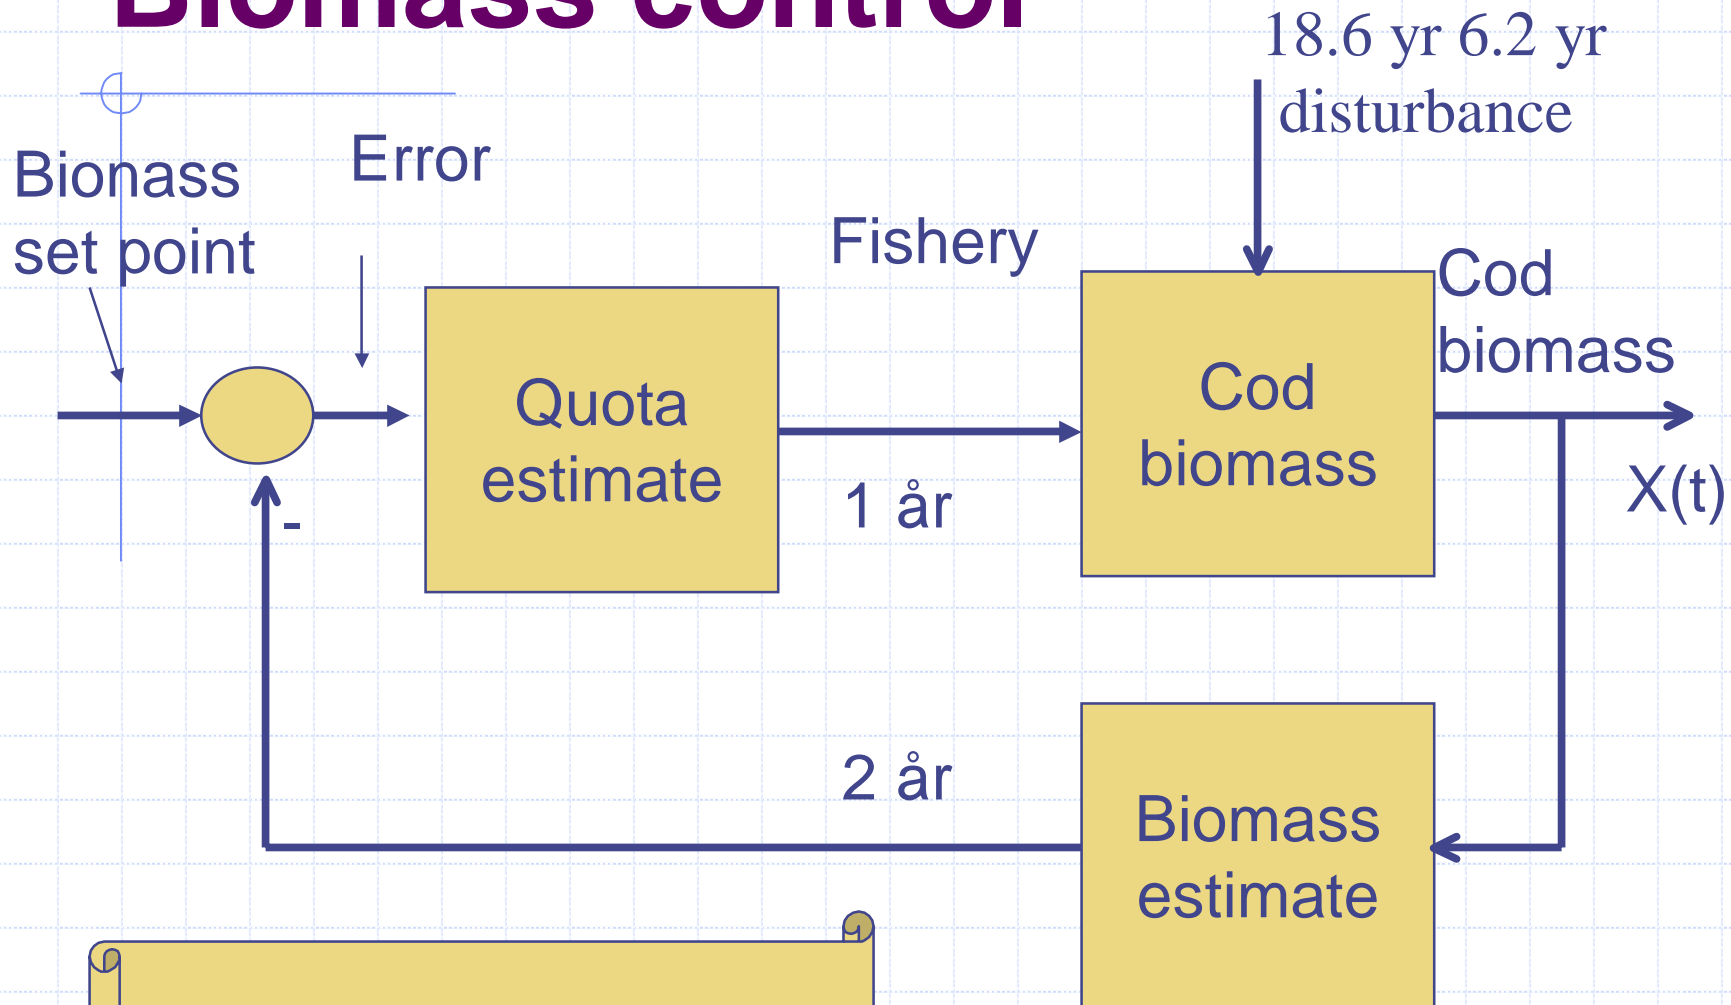 Biomass control
18.6 yr 6.2 yr
disturbance
Bionass
set point
Error
Fishery
Cod
biomass
Quota
estimate
Cod
biomass
1 år
X(t)
-
2 år
Biomass
estimate